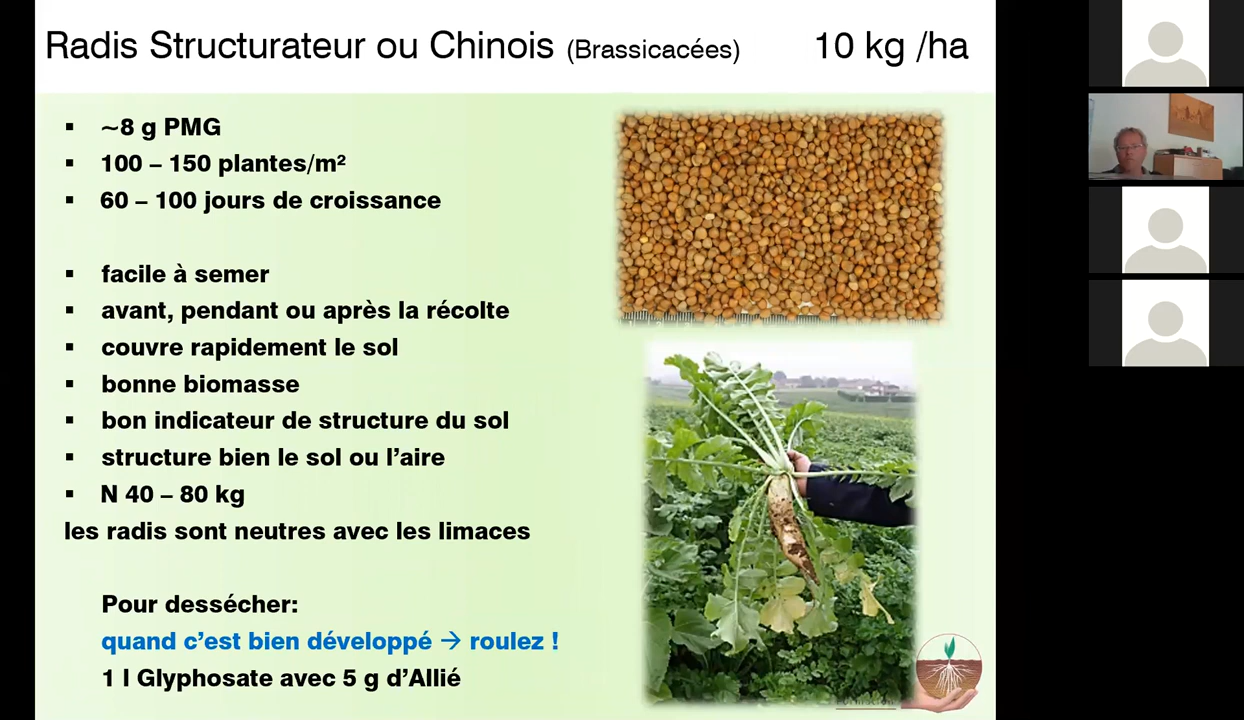 Radis Structurateur ou Chinois (Brassicacées) 10 kg /ha
▪ ~8 g PMG
▪ 100 – 150 plantes/m²
▪ 60 – 100 jours de croissance
▪ facile à semer
▪ avant, pendant ou après la récolte
▪ couvre rapidement le sol
▪ bonne biomasse
▪ bon indicateur de structure du sol
▪ structure bien le sol ou l’aire
▪ N 40 – 80 kg
les radis sont neutres avec les limaces
Pour dessécher:
quand c’est bien développé → roulez !
1 l Glyphosate avec 5 g d’Allié